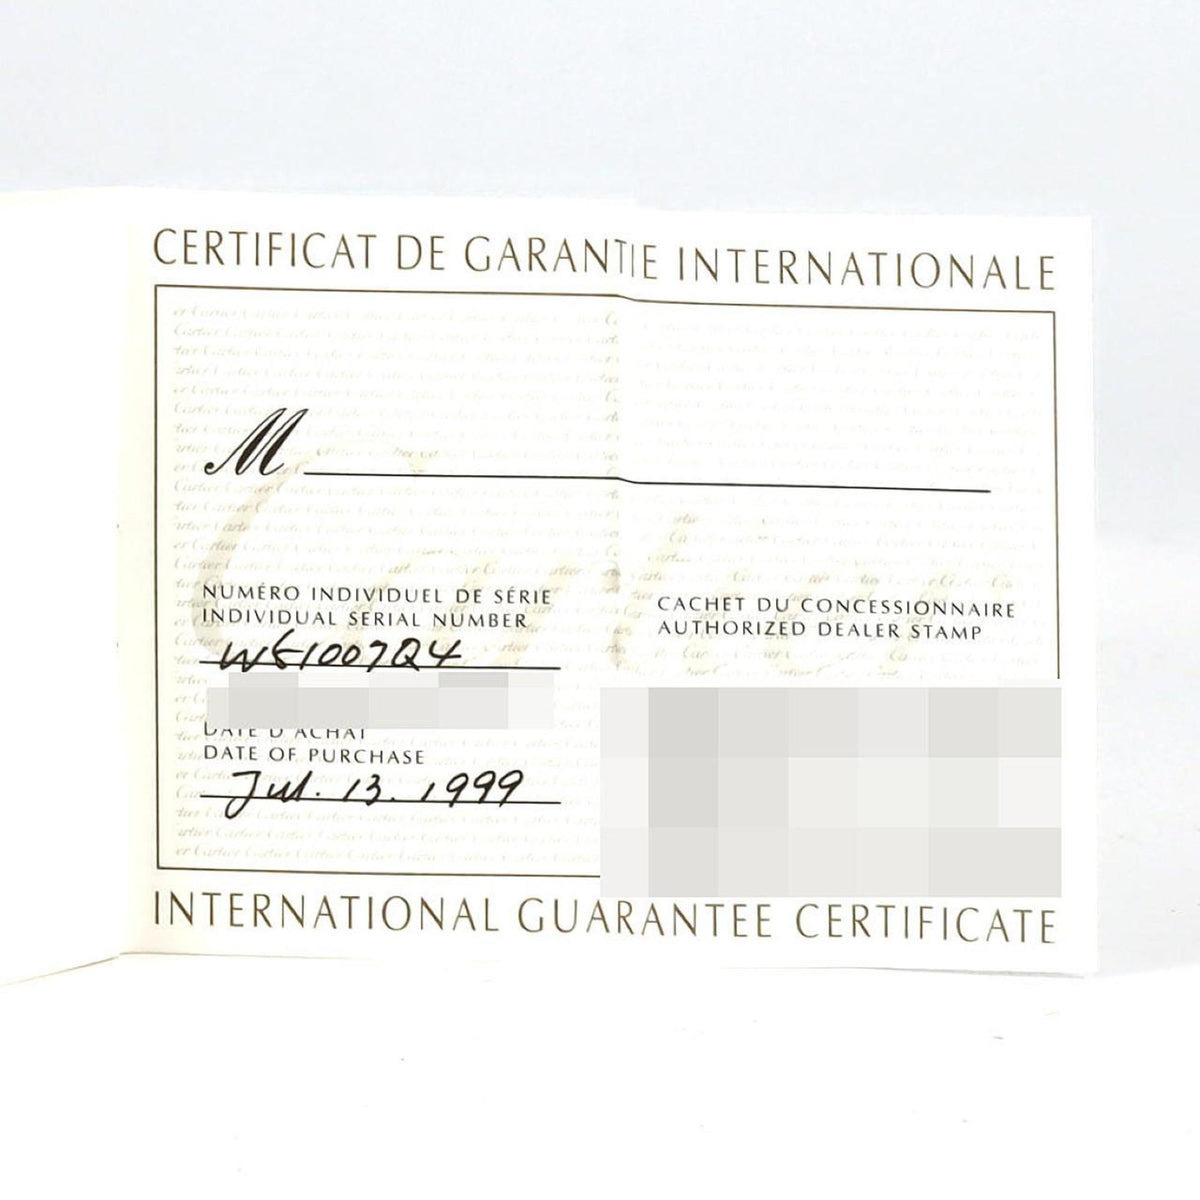 CERTIFICAT DE GARANTIE INTERNATIONALE
M
NUMÉRO INDIVIDUEL DE SÉRIE
INDIVIDUAL SERIAL NUMBER
W51007Q4
CACHET DU CONCESSIONNAIRE
AUTHORIZED DEALER STAMP
DATE D'ACHAT
DATE OF PURCHASE
Jul. 13. 1999
INTERNATIONAL GUARANTEE CERTIFICATE